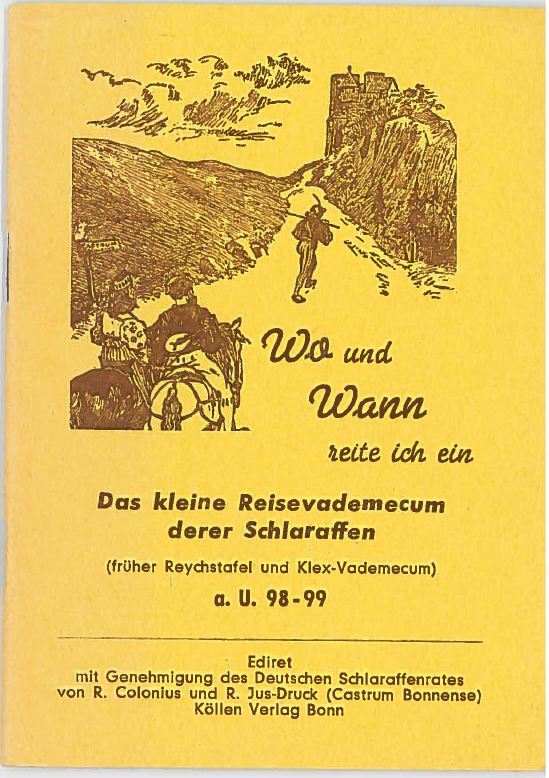 Wo und
Wann
reite ich ein
Das kleine Reisevademecum
derer Schlaraffen
(früher Reychstafel und Klex-Vademecum)
a. U. 98-99
Ediret
mit Genehmigung des Deutschen Schlaraffenrates
von R. Colonius und R. Jus-Druck (Castrum Bonnense)
Köllen Verlag Bonn